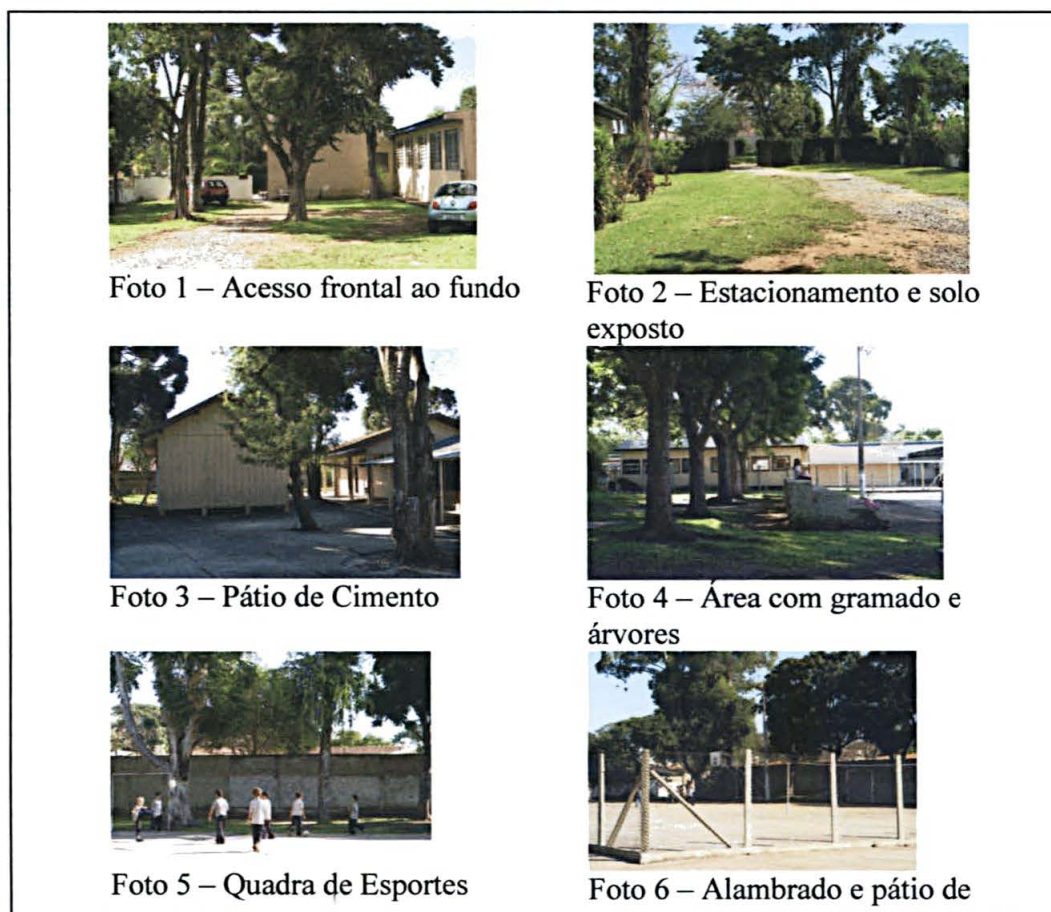 Foto 1 – Acesso frontal ao fundo
Foto 2 – Estacionamento e solo
exposto
Foto 3 – Pátio de Cimento
Foto 4 – Área com gramado e
árvores
Foto 5 – Quadra de Esportes
Foto 6 – Alambrado e pátio de